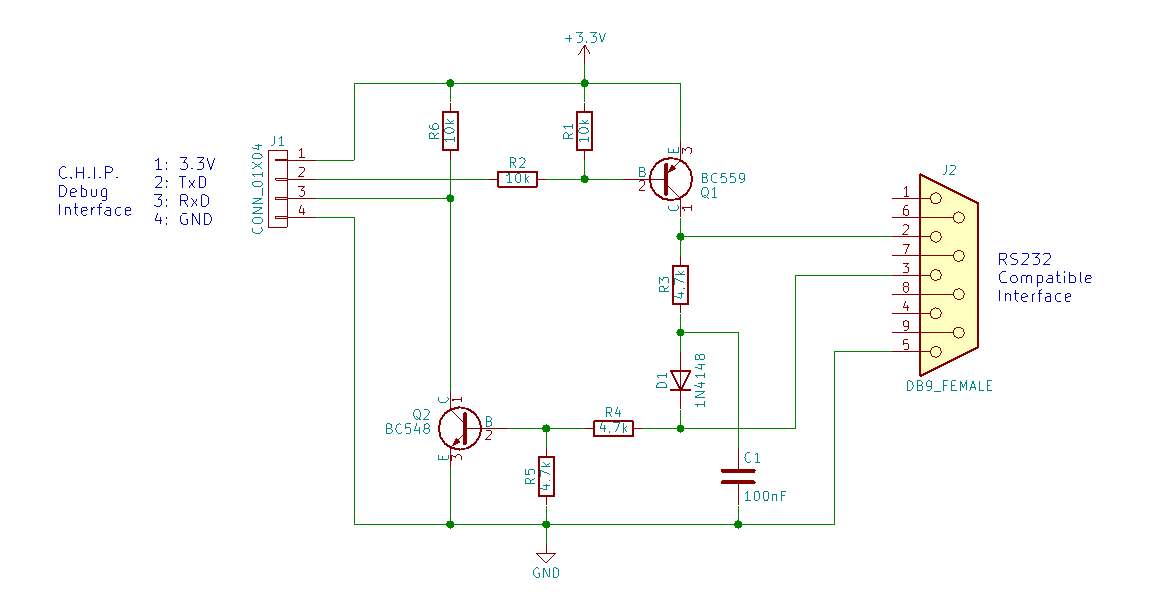 +3.3V
R6
10k
R1
10k
E
3
J1
CONN_01X04
1
2
3
4
C.H.I.P.
Debug
Interface
1: 3.3V
2: TxD
3: RxD
4: GND
R2
10k
B
2
BC559
Q1
C
1
J2
1
6
2
7
3
8
4
9
5
RS232
Compatible
Interface
DB9_FEMALE
R3
4.7k
D1
1N4148
C
1
Q2
BC548
B
2
E
3
R4
4.7k
R5
4.7k
C1
100nF
GND